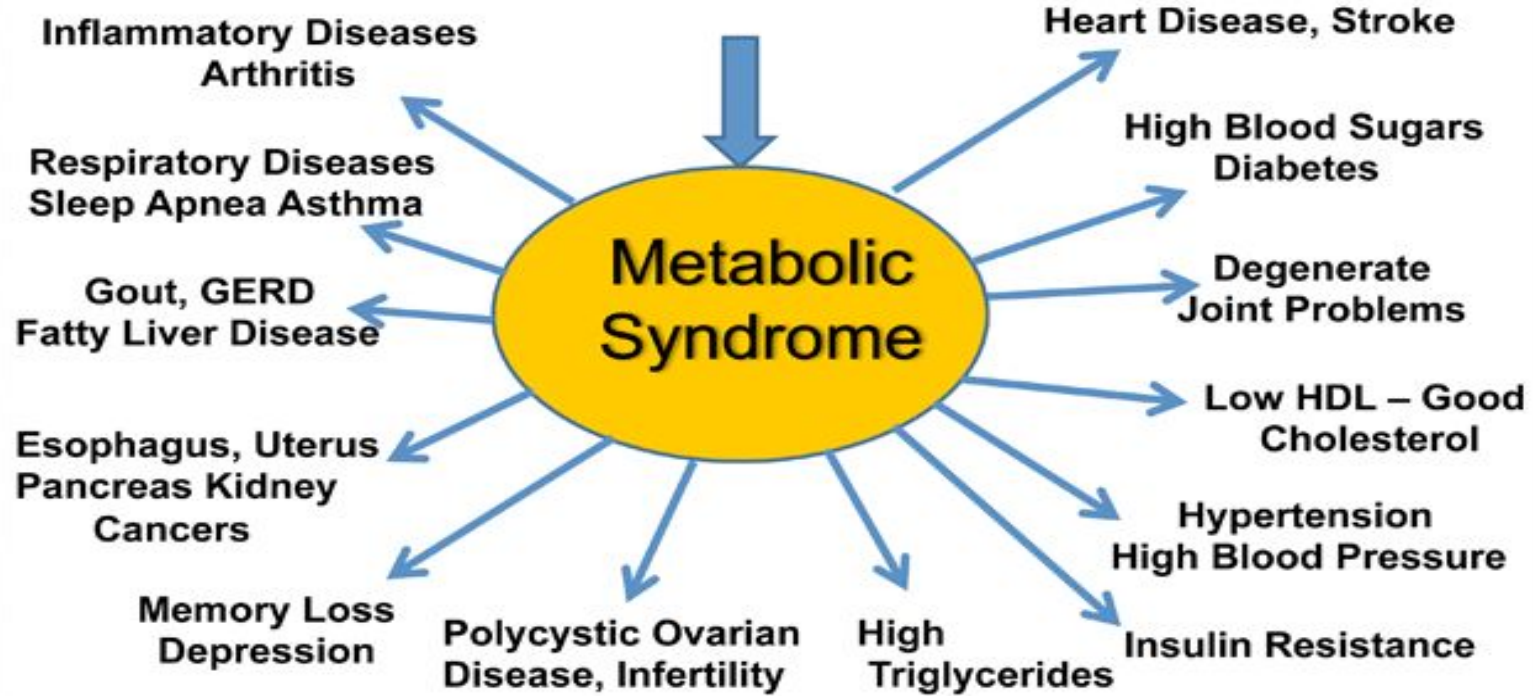 Inflammatory Diseases
Arthritis
Respiratory Diseases
Sleep Apnea Asthma
Gout, GERD
Fatty Liver Disease
Esophagus, Uterus
Pancreas Kidney
Cancers
Memory Loss
Depression
Polycystic Ovarian
Disease, Infertility
High
Triglycerides
Insulin Resistance
Hypertension
High Blood Pressure
Low HDL – Good
Cholesterol
Degenerate
Joint Problems
High Blood Sugars
Diabetes
Heart Disease, Stroke
Metabolic
Syndrome